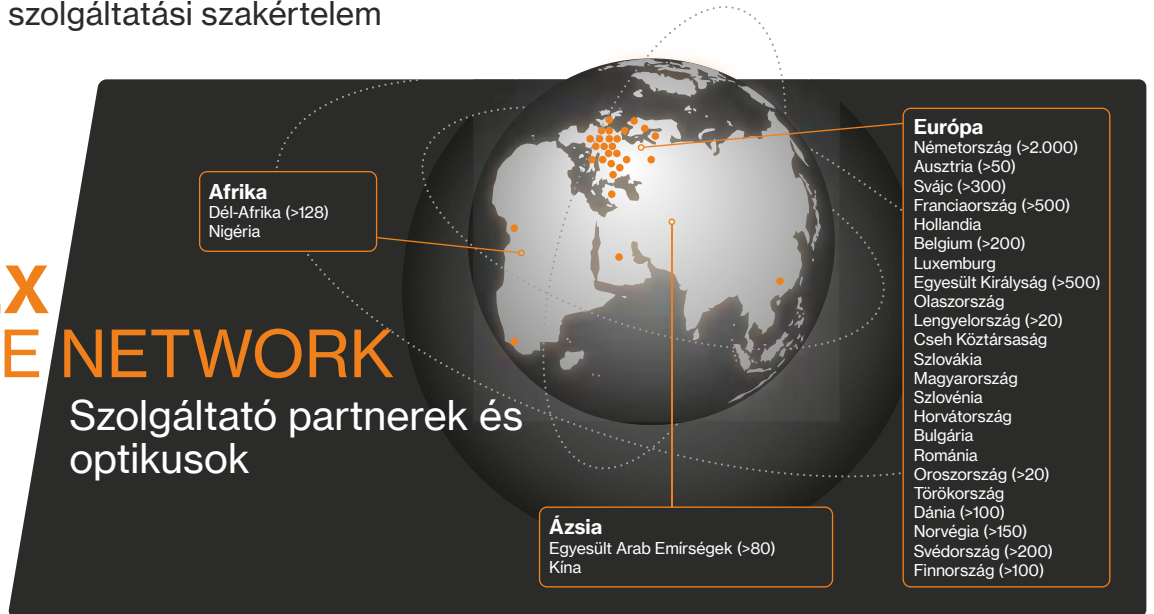 szolgáltatási szakértelem
Afrika
Dél-Afrika (>128)
Nigéria
X
E NETWORK
Szolgáltató partnerek és
optikusok
Ázsia
Egyesült Arab Emírségek (>80)
Kína
Európa
Németország (>2.000)
Ausztria (>50)
Svájc (>300)
Franciaország (>500)
Hollandia
Belgium (>200)
Luxemburg
Egyesült Királyság (>500)
Olaszország
Lengyelország (>20)
Cseh Köztársaság
Szlovákia
Magyarország
Szlovénia
Horvátország
Bulgária
Románia
Oroszország (>20)
Törökország
Dánia (>100)
Norvégia (>150)
Svédország (>200)
Finnország (>100)